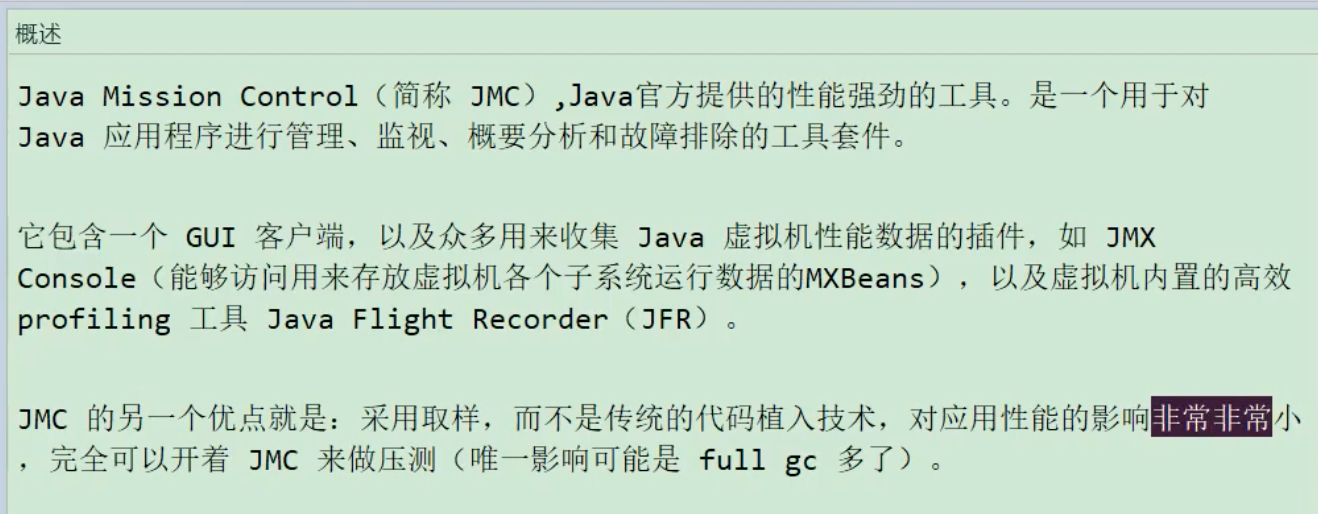 概述
Java Mission Control（简称 JMC）,Java官方提供的性能强劲的工具。是一个用于对
Java 应用程序进行管理、监视、概要分析和故障排除的工具套件。
它包含一个 GUI 客户端，以及众多用来收集 Java 虚拟机性能数据的插件，如 JMX
Console（能够访问用来存放虚拟机各个子系统运行数据的MXBeans），以及虚拟机内置的高效
profiling 工具 Java Flight Recorder（JFR）。
JMC 的另一个优点就是：采用取样，而不是传统的代码植入技术，对应用性能的影响非常非常小
，完全可以开着 JMC 来做压测（唯一影响可能是 full gc 多了）。